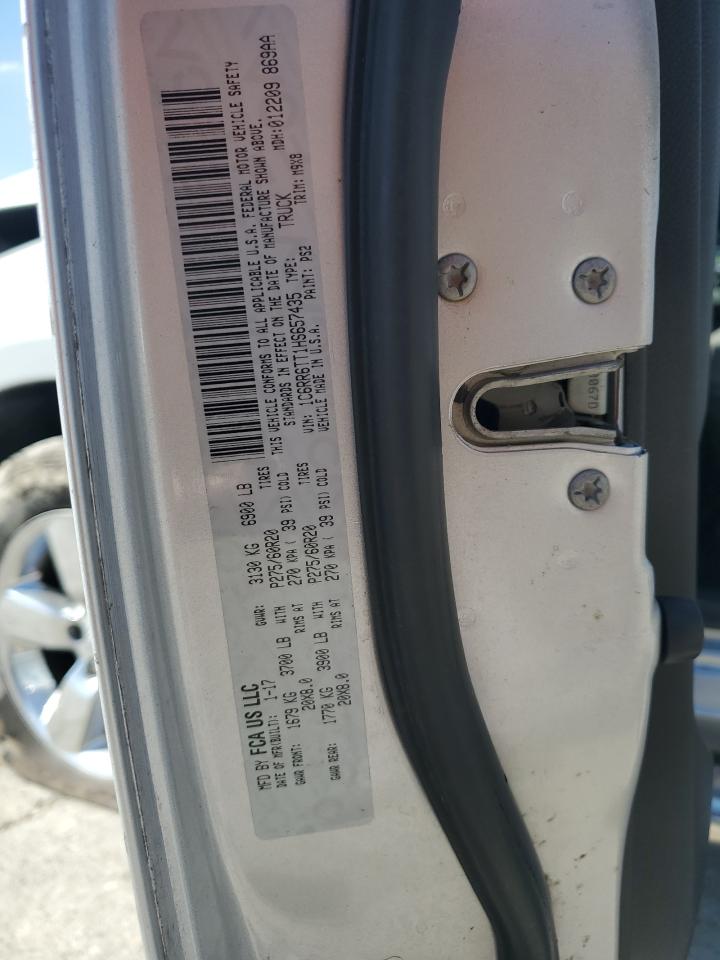 MFD BY FCA US LLC
DATE OF MFR(BUILT): 1-17 GVWR: 3130 KG 6900 LB
GAWR FRONT: 1679 KG 3700 LB WITH P275/60R20 TIRES
20X8.0 RIMS AT 270 KPA ( 39 PSI) COLD
GAWR REAR: 1770 KG 3900 LB WITH P275/60R20 TIRES
20X8.0 RIMS AT 270 KPA ( 39 PSI) COLD
THIS VEHICLE CONFORMS TO ALL APPLICABLE U.S.A. FEDERAL MOTOR VEHICLE SAFETY
STANDARDS IN EFFECT ON THE DATE OF MANUFACTURE SHOWN ABOVE.
MDH:012209 869AA
VIN: 1C6RR6TT1HS657435 TYPE: TRUCK
VEHICLE MADE IN U.S.A. PAINT: PS2 TRIM: M9X8